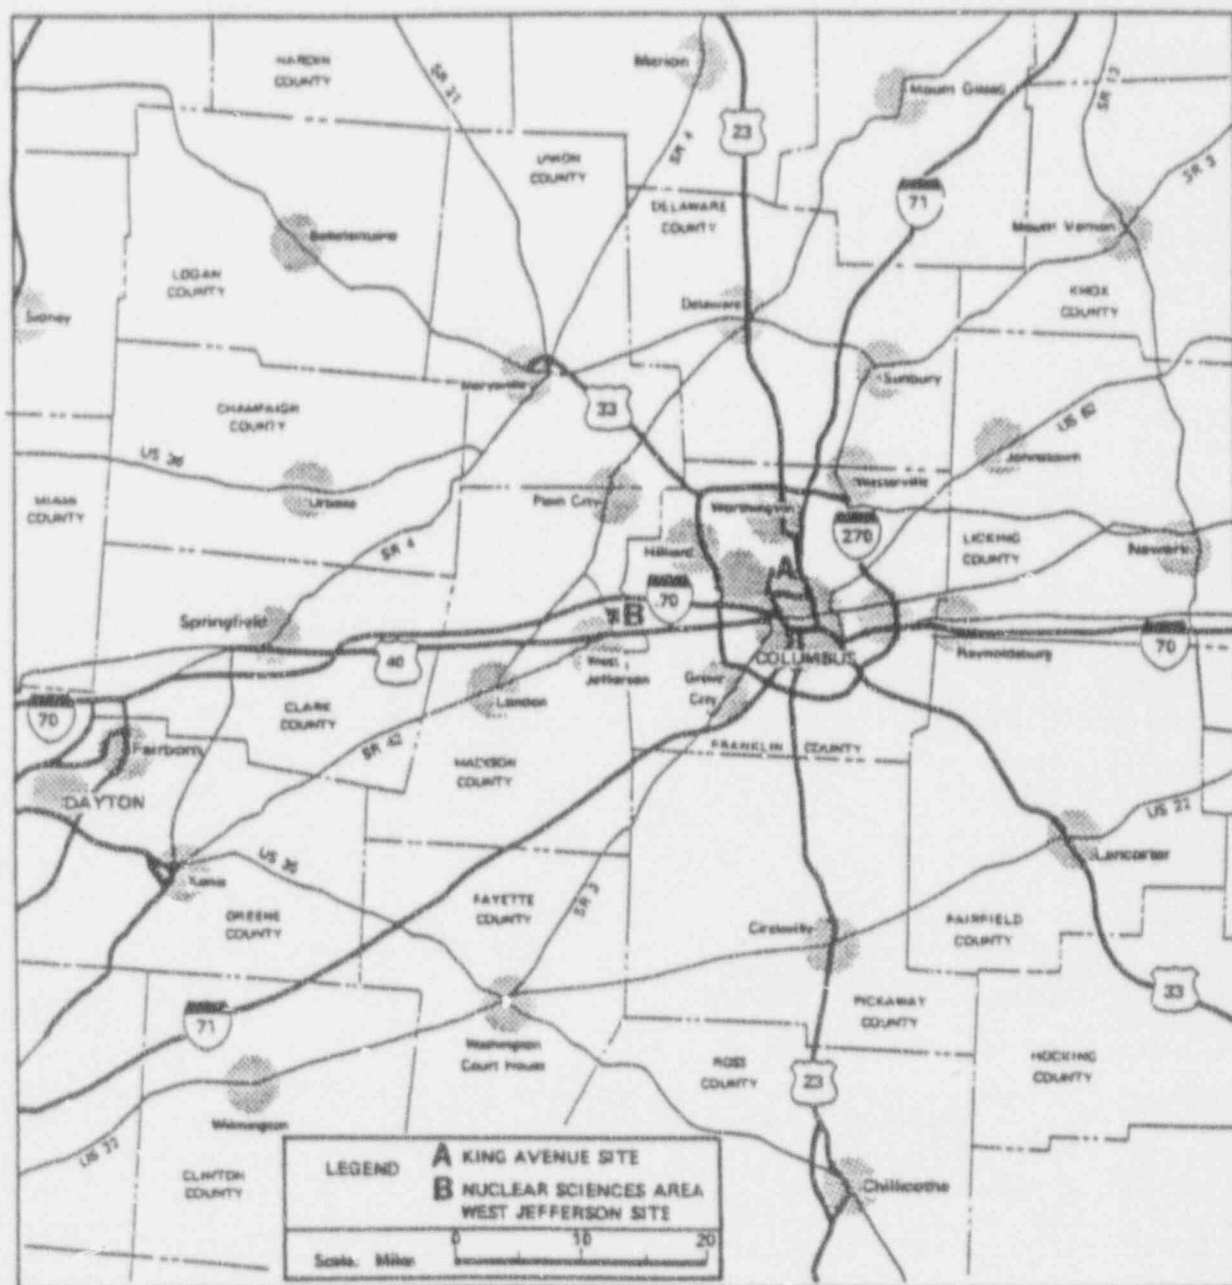 HARDIN
COUNTY
SR 31
Marion
SR 4
23
Mount Gilead
SR 13
UNION
COUNTY
DELAWARE
COUNTY
71
SR 3
Mount Vernon
Bellefontaine
LOGAN
COUNTY
Sidney
Delaware
KNOX
COUNTY
Marysville
33
Sunbury
CHAMPAIGN
COUNTY
US 62
US 36
Johnstown
Urbana
Plain City
Westerville
MIAMI
COUNTY
Worthington
SR 4
Hilliard
270
LICKING
COUNTY
Newark
A
70
B
Springfield
40
COLUMBUS
Reynoldsburg
70
West
Jefferson
London
Grove
City
70
CLARK
COUNTY
SR 42
Fairborn
FRANKLIN COUNTY
MADISON
COUNTY
DAYTON
US 22
Lancaster
US 35
Xenia
FAYETTE
COUNTY
SR 3
GREENE
COUNTY
Circleville
FAIRFIELD
COUNTY
33
71
PICKAWAY
COUNTY
Washington
Court House
ROSS
COUNTY
23
HOCKING
COUNTY
Wilmington
US 22
CLINTON
COUNTY
Chillicothe
LEGEND
A KING AVENUE SITE
B NUCLEAR SCIENCES AREA
WEST JEFFERSON SITE
0 10 20
Scale: Miles